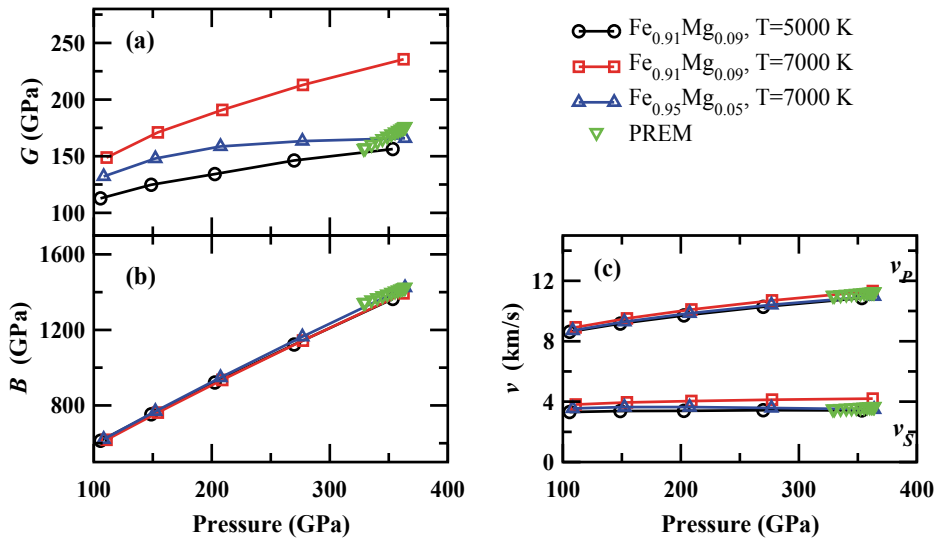 (a)
250
200
150
100
G (GPa)
(b)
1600
1200
800
B (GPa)
100 200 300 400
Pressure (GPa)
Fe0.91Mg0.09, T=5000 K
Fe0.91Mg0.09, T=7000 K
Fe0.95Mg0.05, T=7000 K
PREM
(c)
vP
12
8
4
0
v (km/s)
vS
100 200 300 400
Pressure (GPa)